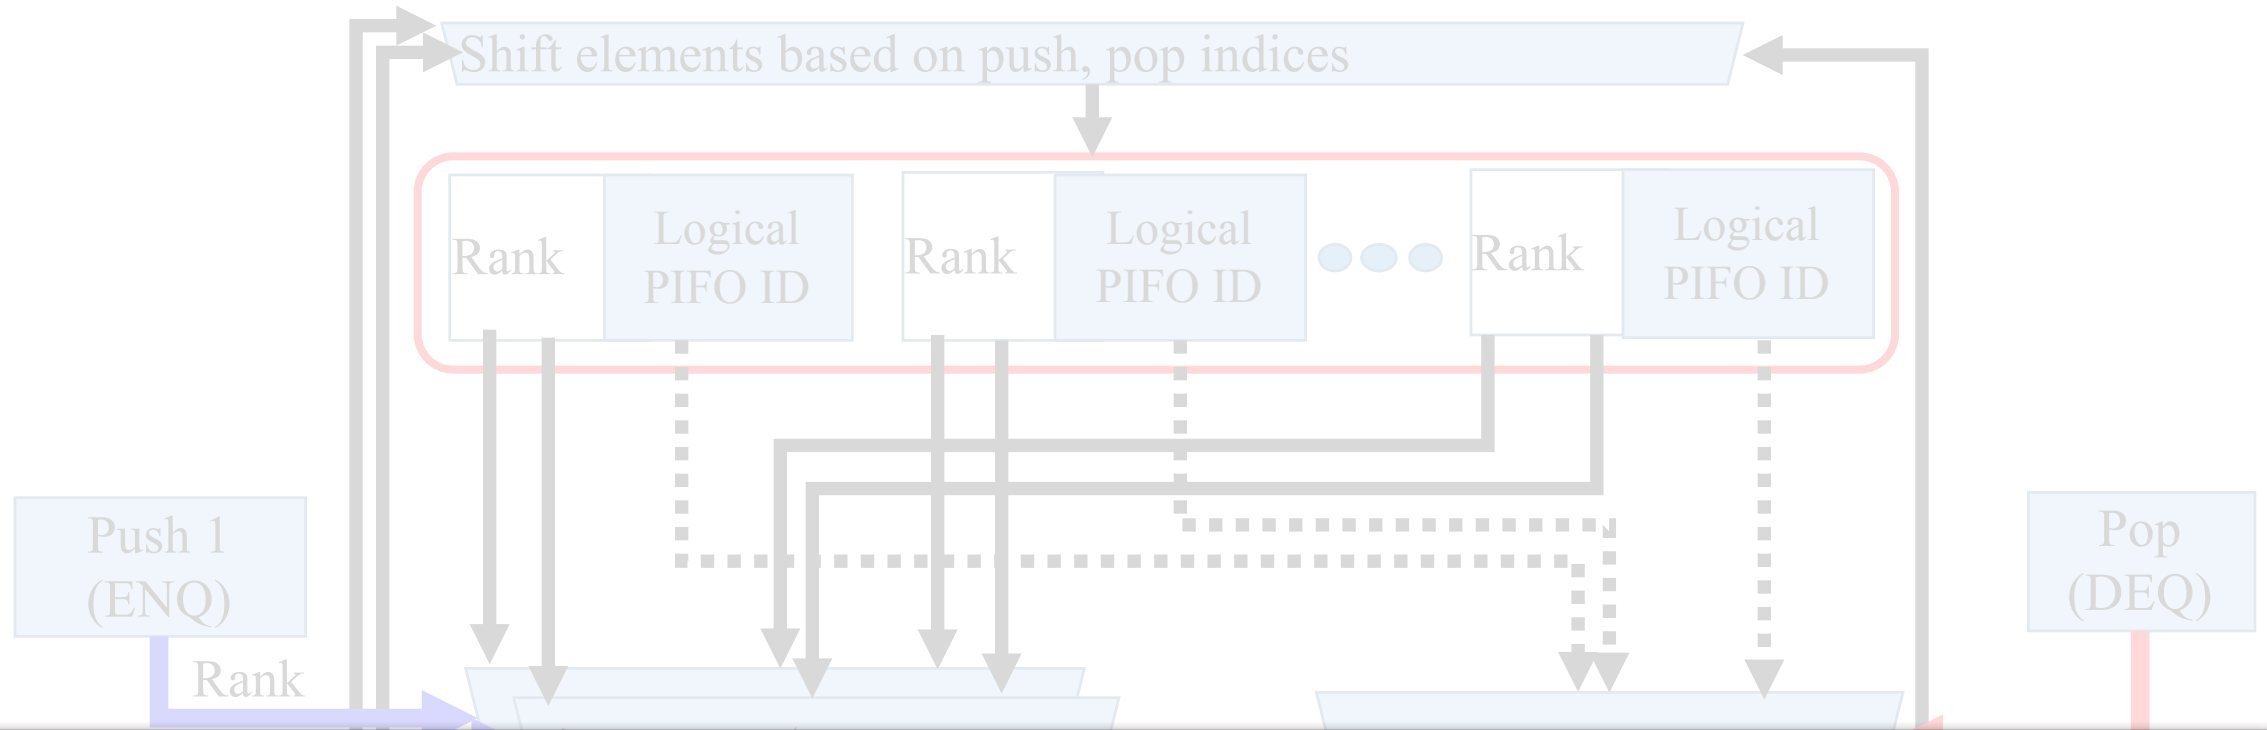 Shift elements based on push, pop indices
Rank
Logical
PIFO ID
Rank
Logical
PIFO ID
Rank
Logical
PIFO ID
Push 1
(ENQ)
Pop
(DEQ)
Rank